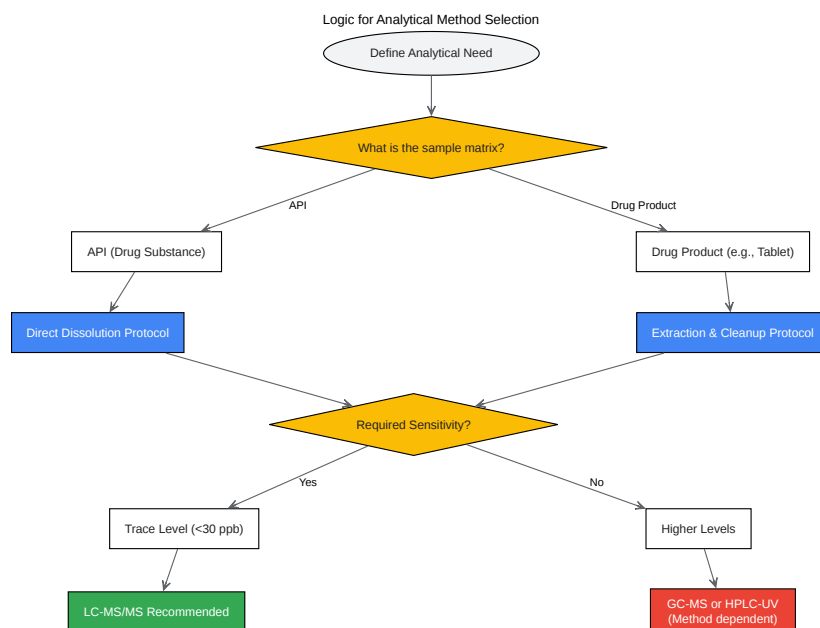 Logic for Analytical Method Selection
Define Analytical Need
What is the sample matrix?
API
Drug Product
API (Drug Substance)
Drug Product (e.g., Tablet)
Direct Dissolution Protocol
Extraction & Cleanup Protocol
Required Sensitivity?
Yes
No
Trace Level (<30 ppb)
Higher Levels
LC-MS/MS Recommended
GC-MS or HPLC-UV
(Method dependent)